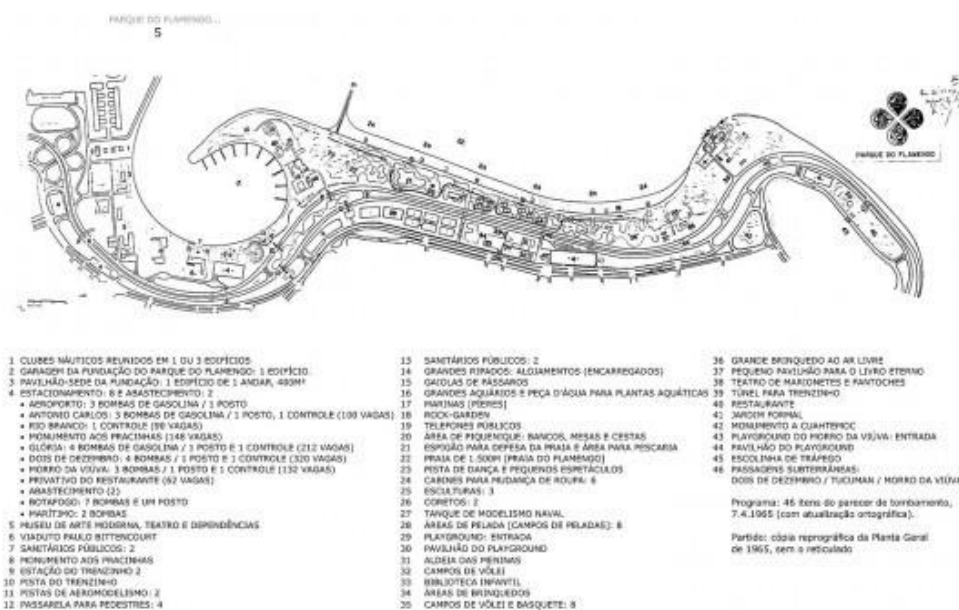 PARQUE DO FLAMENGO...
5
PARQUE DO FLAMENGO
1 CLUBES NÁUTICOS REUNIDOS EM 1 OU 3 EDIFÍCIOS
2 GARAGEM DA FUNDAÇÃO DO PARQUE DO FLAMENGO: 1 EDIFÍCIO
3 PAVILHÃO-SEDE DA FUNDAÇÃO: 1 EDIFÍCIO DE 1 ANDAR, 400M²
4 ESTACIONAMENTO: 8 E ABASTECIMENTO: 2
• AEROPORTO: 3 BOMBAS DE GASOLINA / 1 POSTO
• ANTONIO CARLOS: 3 BOMBAS DE GASOLINA / 1 POSTO, 1 CONTROLE (100 VAGAS)
• RIO BRANCO: 1 CONTROLE (90 VAGAS)
• MONUMENTO AOS PRACINHAS (148 VAGAS)
• GLÓRIA: 4 BOMBAS DE GASOLINA / 1 POSTO E 1 CONTROLE (212 VAGAS)
• DOIS DE DEZEMBRO: 4 BOMBAS / 1 POSTO E 1 CONTROLE (320 VAGAS)
• MORRO DA VIÚVA: 3 BOMBAS / 1 POSTO E 1 CONTROLE (132 VAGAS)
• PRIVATIVO DO RESTAURANTE (62 VAGAS)
• ABASTECIMENTO (2)
• BOTAFOGO: 7 BOMBAS E UM POSTO
• MARÍTIMO: 2 BOMBAS
5 MUSEU DE ARTE MODERNA, TEATRO E DEPENDÊNCIAS
6 VIADUTO PAULO BITTENCOURT
7 SANITÁRIOS PÚBLICOS: 2
8 MONUMENTO AOS PRACINHAS
9 ESTAÇÃO DO TRENZINHO 2
10 PISTA DO TRENZINHO
11 PISTAS DE AEROMODELISMO: 2
12 PASSARELA PARA PEDESTRES: 4
13 SANITÁRIOS PÚBLICOS: 2
14 GRANDES RIPADOS: ALOJAMENTOS (ENCARREGADOS)
15 GAIOLAS DE PÁSSAROS
16 GRANDES AQUÁRIOS E PEÇA D'ÁGUA PARA PLANTAS AQUÁTICAS
17 MARINAS [PIERES]
18 ROCK-GARDEN
19 TELEFONES PÚBLICOS
20 ÁREA DE PIQUENIQUE: BANCOS, MESAS E CESTAS
21 ESPIGÃO PARA DEFESA DA PRAIA E ÁREA PARA PESCARIA
22 PRAIA DE 1.500M [PRAIA DO FLAMENGO]
23 PISTA DE DANÇA E PEQUENOS ESPETÁCULOS
24 CABINES PARA MUDANÇA DE ROUPA: 6
25 ESCULTURAS: 3
26 CORETOS: 2
27 TANQUE DE MODELISMO NAVAL
28 ÁREAS DE PELADA [CAMPOS DE PELADAS]: 8
29 PLAYGROUND: ENTRADA
30 PAVILHÃO DO PLAYGROUND
31 ALDEIA DAS MENINAS
32 CAMPOS DE VÔLEI
33 BIBLIOTECA INFANTIL
34 ÁREAS DE BRINQUEDOS
35 CAMPOS DE VÔLEI E BASQUETE: 8
36 GRANDE BRINQUEDO AO AR LIVRE
37 PEQUENO PAVILHÃO PARA O LIVRO ETERNO
38 TEATRO DE MARIONETES E FANTOCHES
39 TÚNEL PARA TRENZINHO
40 RESTAURANTE
41 JARDIM FORMAL
42 MONUMENTO A CUAHTEMOC
43 PLAYGROUND DO MORRO DA VIÚVA: ENTRADA
44 PAVILHÃO DO PLAYGROUND
45 ESCOLINHA DE TRÁFEGO
46 PASSAGENS SUBTERRÂNEAS:
DOIS DE DEZEMBRO / TUCUMAN / MORRO DA VIÚVA
Programa: 46 itens do parecer de tombamento,
7.4.1965 (com atualização ortográfica).
Partido: cópia reprográfica da Planta Geral
de 1965, sem o reticulado